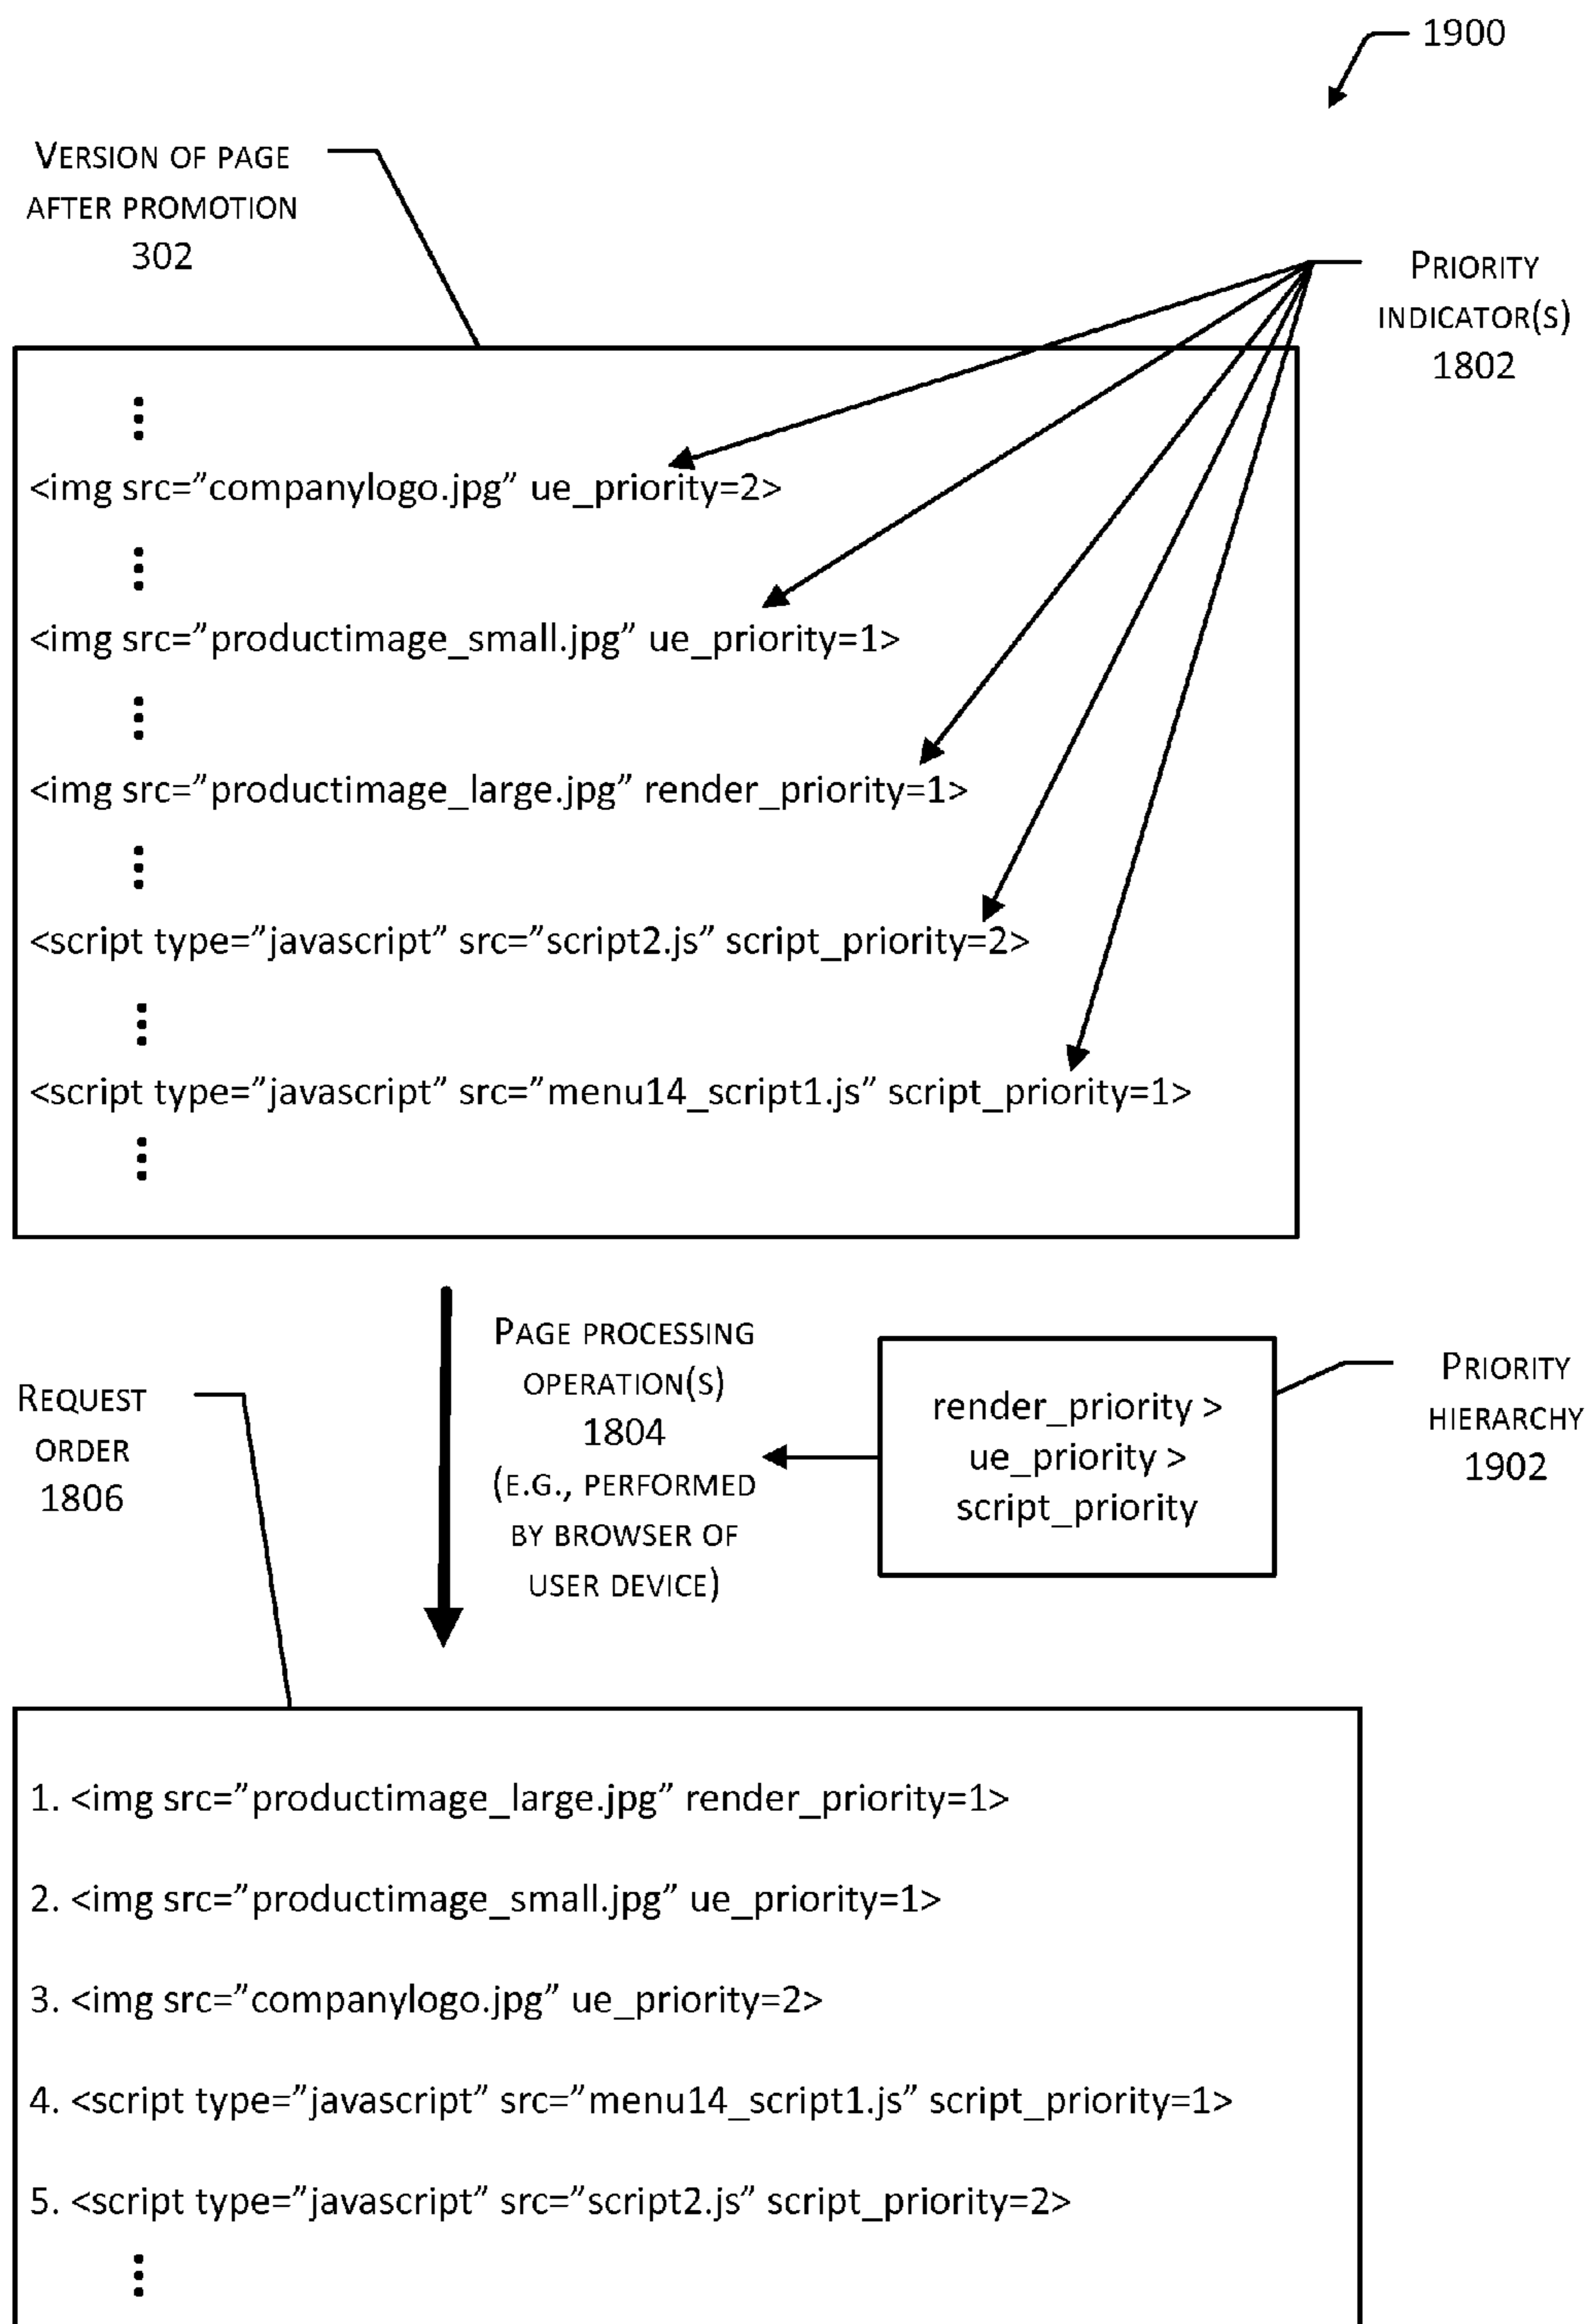 1900
VERSION OF PAGE
AFTER PROMOTION
302
PRIORITY
INDICATOR(S)
1802
<img src=”companylogo.jpg” ue_priority=2>
<img src=”productimage_small.jpg” ue_priority=1>
<img src=”productimage_large.jpg” render_priority=1>
<script type=”javascript” src=”script2.js” script_priority=2>
<script type=”javascript” src=”menu14_script1.js” script_priority=1>
PAGE PROCESSING
OPERATION(S)
1804
(E.G., PERFORMED
BY BROWSER OF
USER DEVICE)
render_priority >
ue_priority >
script_priority
PRIORITY
HIERARCHY
1902
REQUEST
ORDER
1806
1. <img src=”productimage_large.jpg” render_priority=1>
2. <img src=”productimage_small.jpg” ue_priority=1>
3. <img src=”companylogo.jpg” ue_priority=2>
4. <script type=”javascript” src=”menu14_script1.js” script_priority=1>
5. <script type=”javascript” src=”script2.js” script_priority=2>